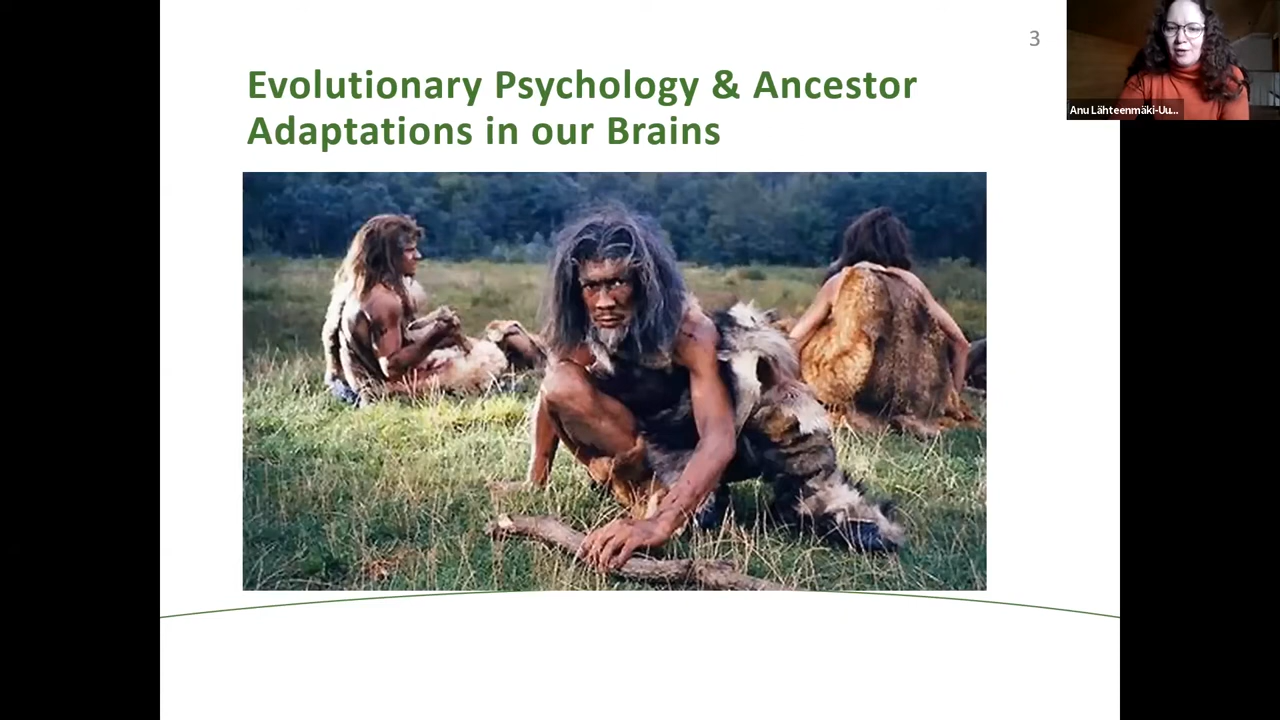 3
Evolutionary Psychology & Ancestor
Adaptations in our Brains
Anu Lähteenmäki-Uu...